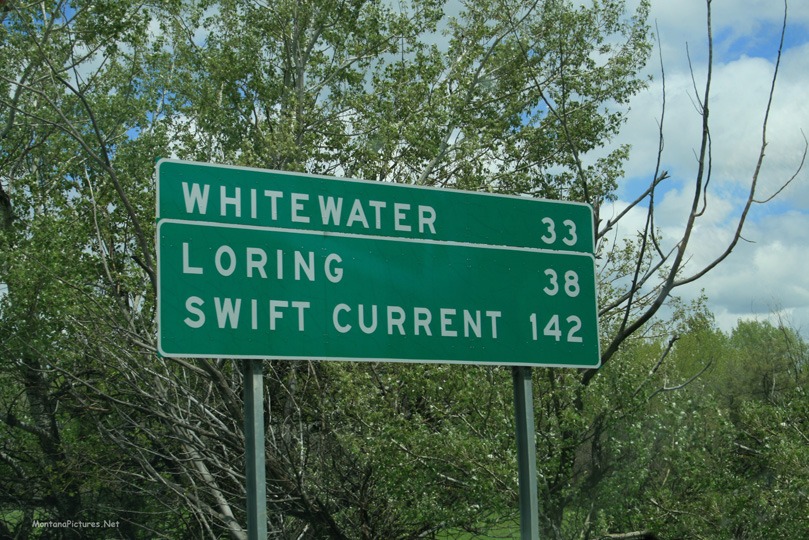 WHITEWATER 33
LORING 38
SWIFT CURRENT 142
MontanaPictures.Net